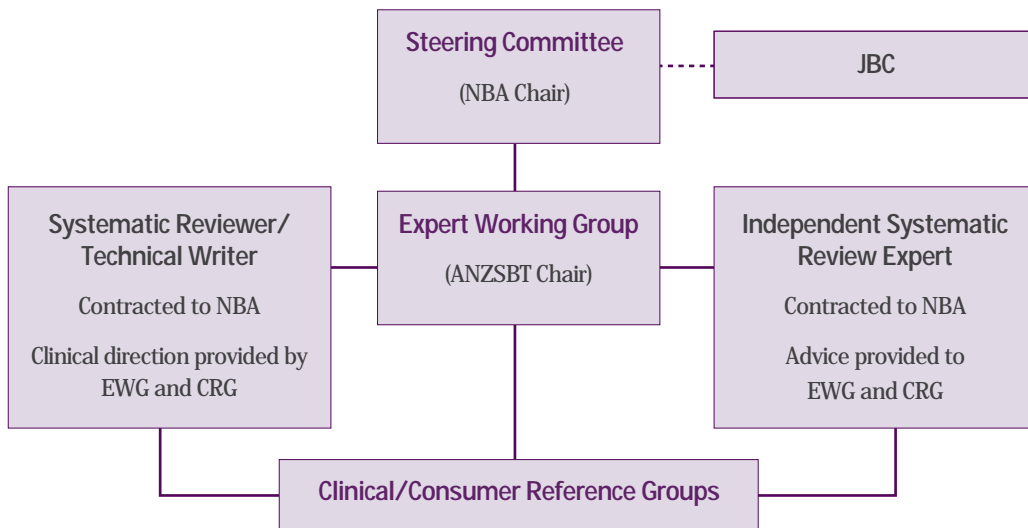 Steering Committee
(NBA Chair)
JBC
Systematic Reviewer/
Technical Writer
Contracted to NBA
Clinical direction provided by
EWG and CRG
Expert Working Group
(ANZSBT Chair)
Independent Systematic
Review Expert
Contracted to NBA
Advice provided to
EWG and CRG
Clinical/Consumer Reference Groups